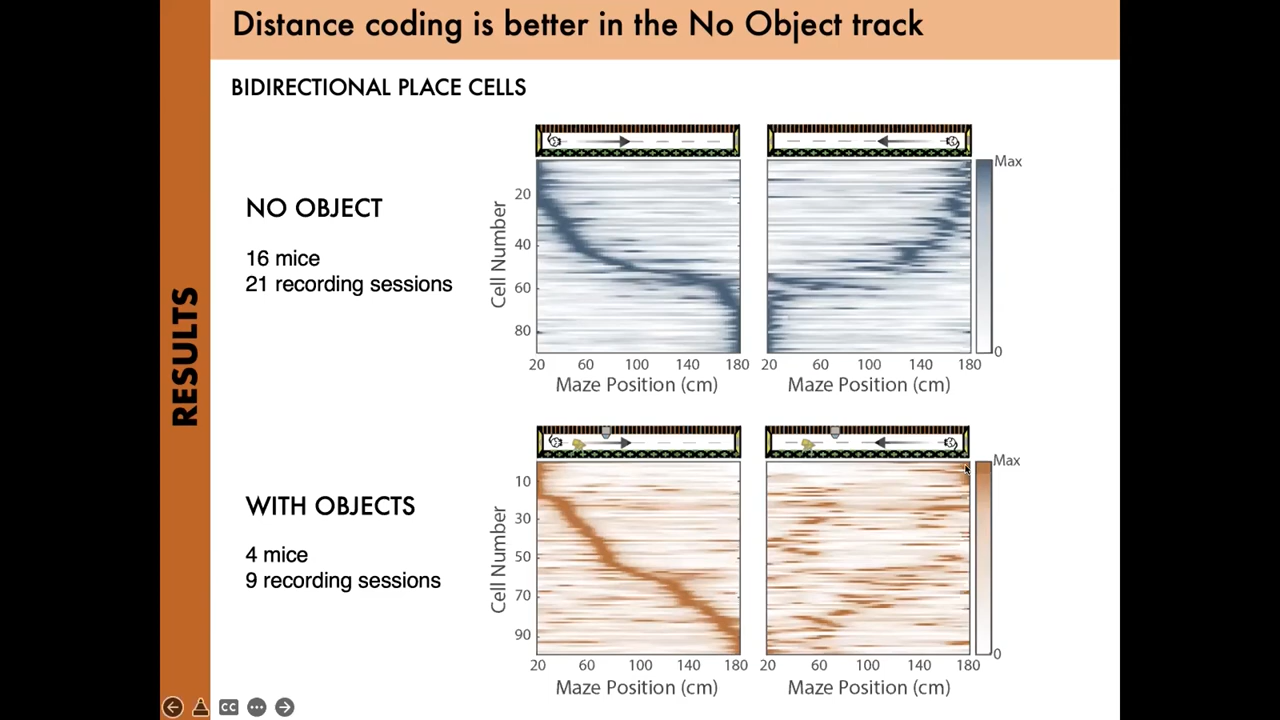 Distance coding is better in the No Object track
BIDIRECTIONAL PLACE CELLS
RESULTS
NO OBJECT
16 mice
21 recording sessions
Cell Number
20
40
60
80
20 60 100 140 180
Maze Position (cm)
20 60 100 140 180
Maze Position (cm)
Max
0
WITH OBJECTS
4 mice
9 recording sessions
Cell Number
10
30
50
70
90
20 60 100 140 180
Maze Position (cm)
20 60 100 140 180
Maze Position (cm)
Max
0
CC